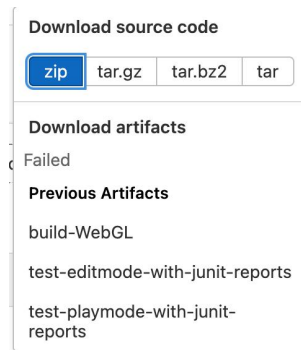 Download source code
zip tar.gz tar.bz2 tar
Download artifacts
Failed
Previous Artifacts
build-WebGL
test-editmode-with-junit-reports
test-playmode-with-junit-
reports